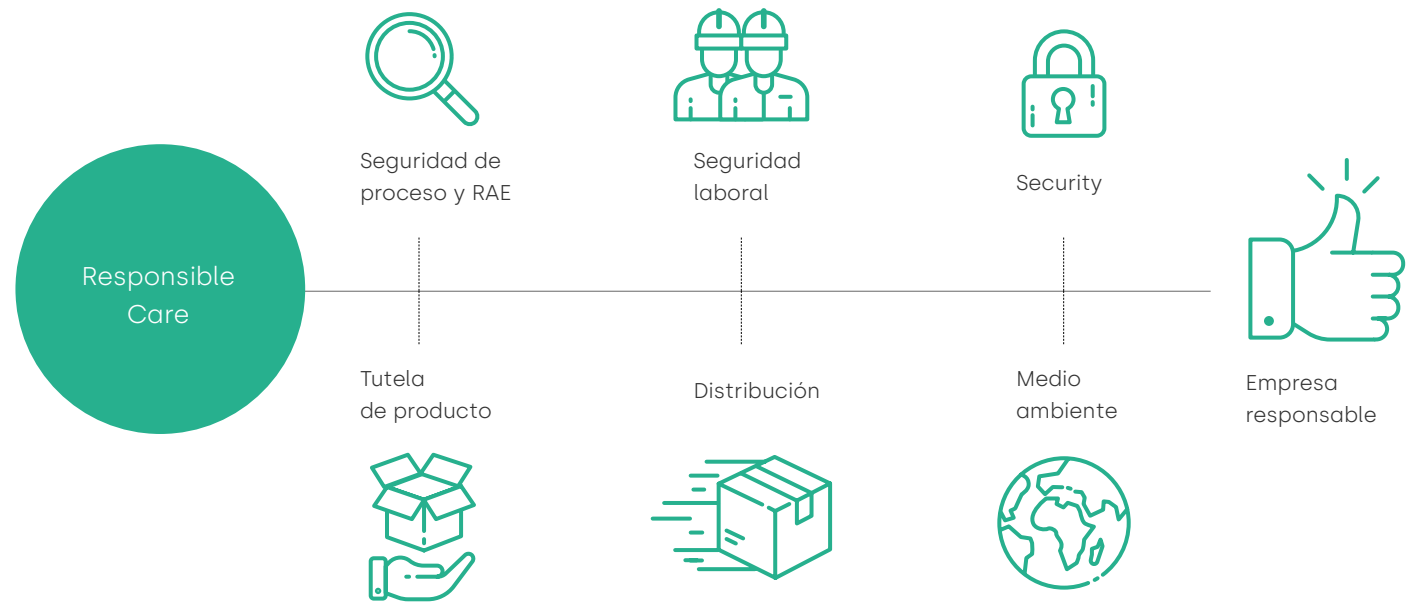 Responsible
Care
Seguridad de
proceso y RAE
Seguridad
laboral
Security
Tutela
de producto
Distribución
Medio
ambiente
Empresa
responsable